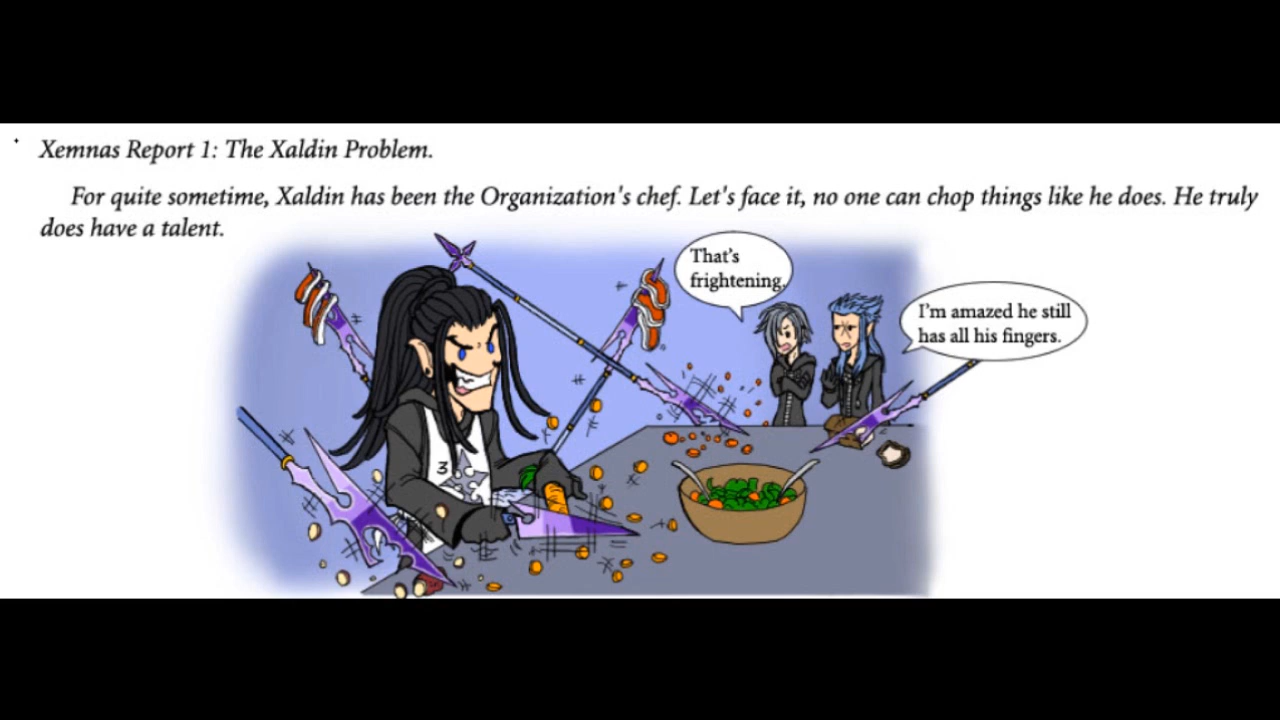 Xemnas Report 1: The Xaldin Problem.
For quite sometime, Xaldin has been the Organization's chef. Let's face it, no one can chop things like he does. He truly
does have a talent.
That's
frightening.
I'm amazed he still
has all his fingers.
3